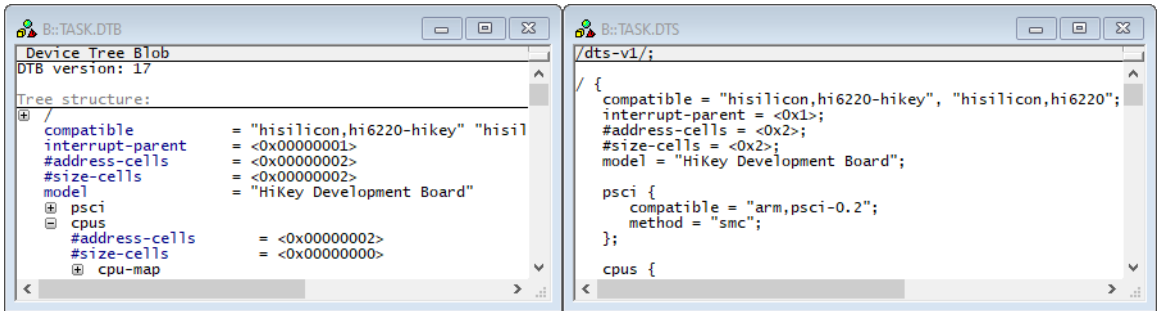 B::TASK.DTB
Device Tree Blob
DTB version: 17
Tree structure:
/
compatible = "hisilicon,hi6220-hikey" "hisil
interrupt-parent = <0x00000001>
#address-cells = <0x00000002>
#size-cells = <0x00000002>
model = "HiKey Development Board"
psci
cpus
#address-cells = <0x00000002>
#size-cells = <0x00000000>
cpu-map
B::TASK.DTS
/dts-v1/;
/ {
compatible = "hisilicon,hi6220-hikey", "hisilicon,hi6220";
interrupt-parent = <0x1>;
#address-cells = <0x2>;
#size-cells = <0x2>;
model = "HiKey Development Board";
psci {
compatible = "arm,psci-0.2";
method = "smc";
};
cpus {